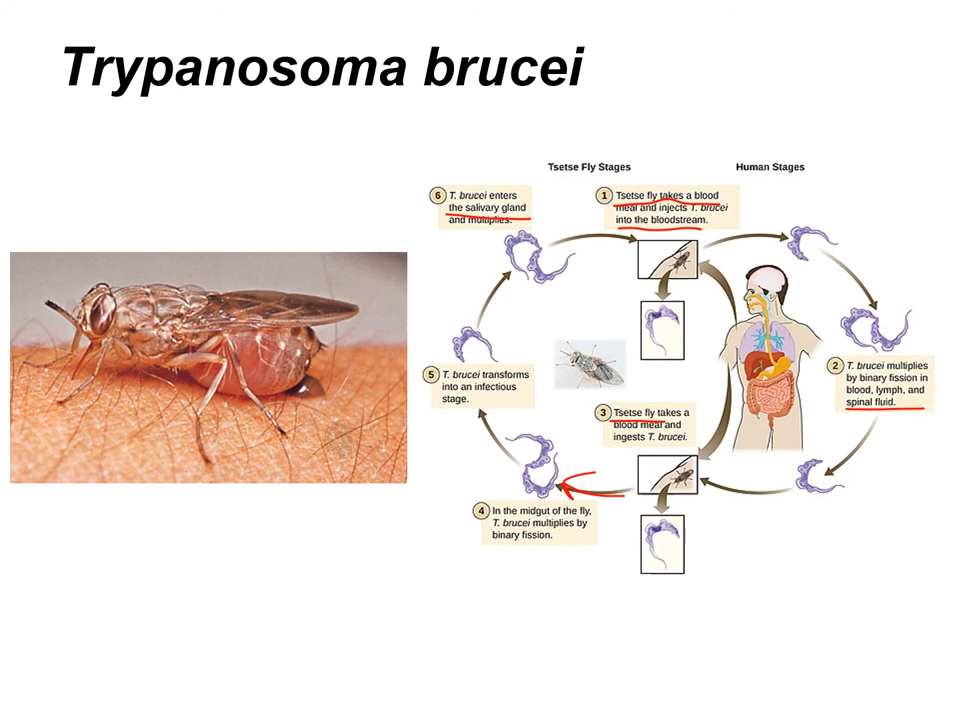 Trypanosoma brucei
Tsetse Fly Stages
Human Stages
6 T. brucei enters
the salivary gland
and multiplies.
1 Tsetse fly takes a blood
meal and injects T. brucei
into the bloodstream.
5 T. brucei transforms
into an infectious
stage.
2 T. brucei multiplies
by binary fission in
blood, lymph, and
spinal fluid.
3 Tsetse fly takes a
blood meal and
ingests T. brucei.
4 In the midgut of the fly,
T. brucei multiplies by
binary fission.